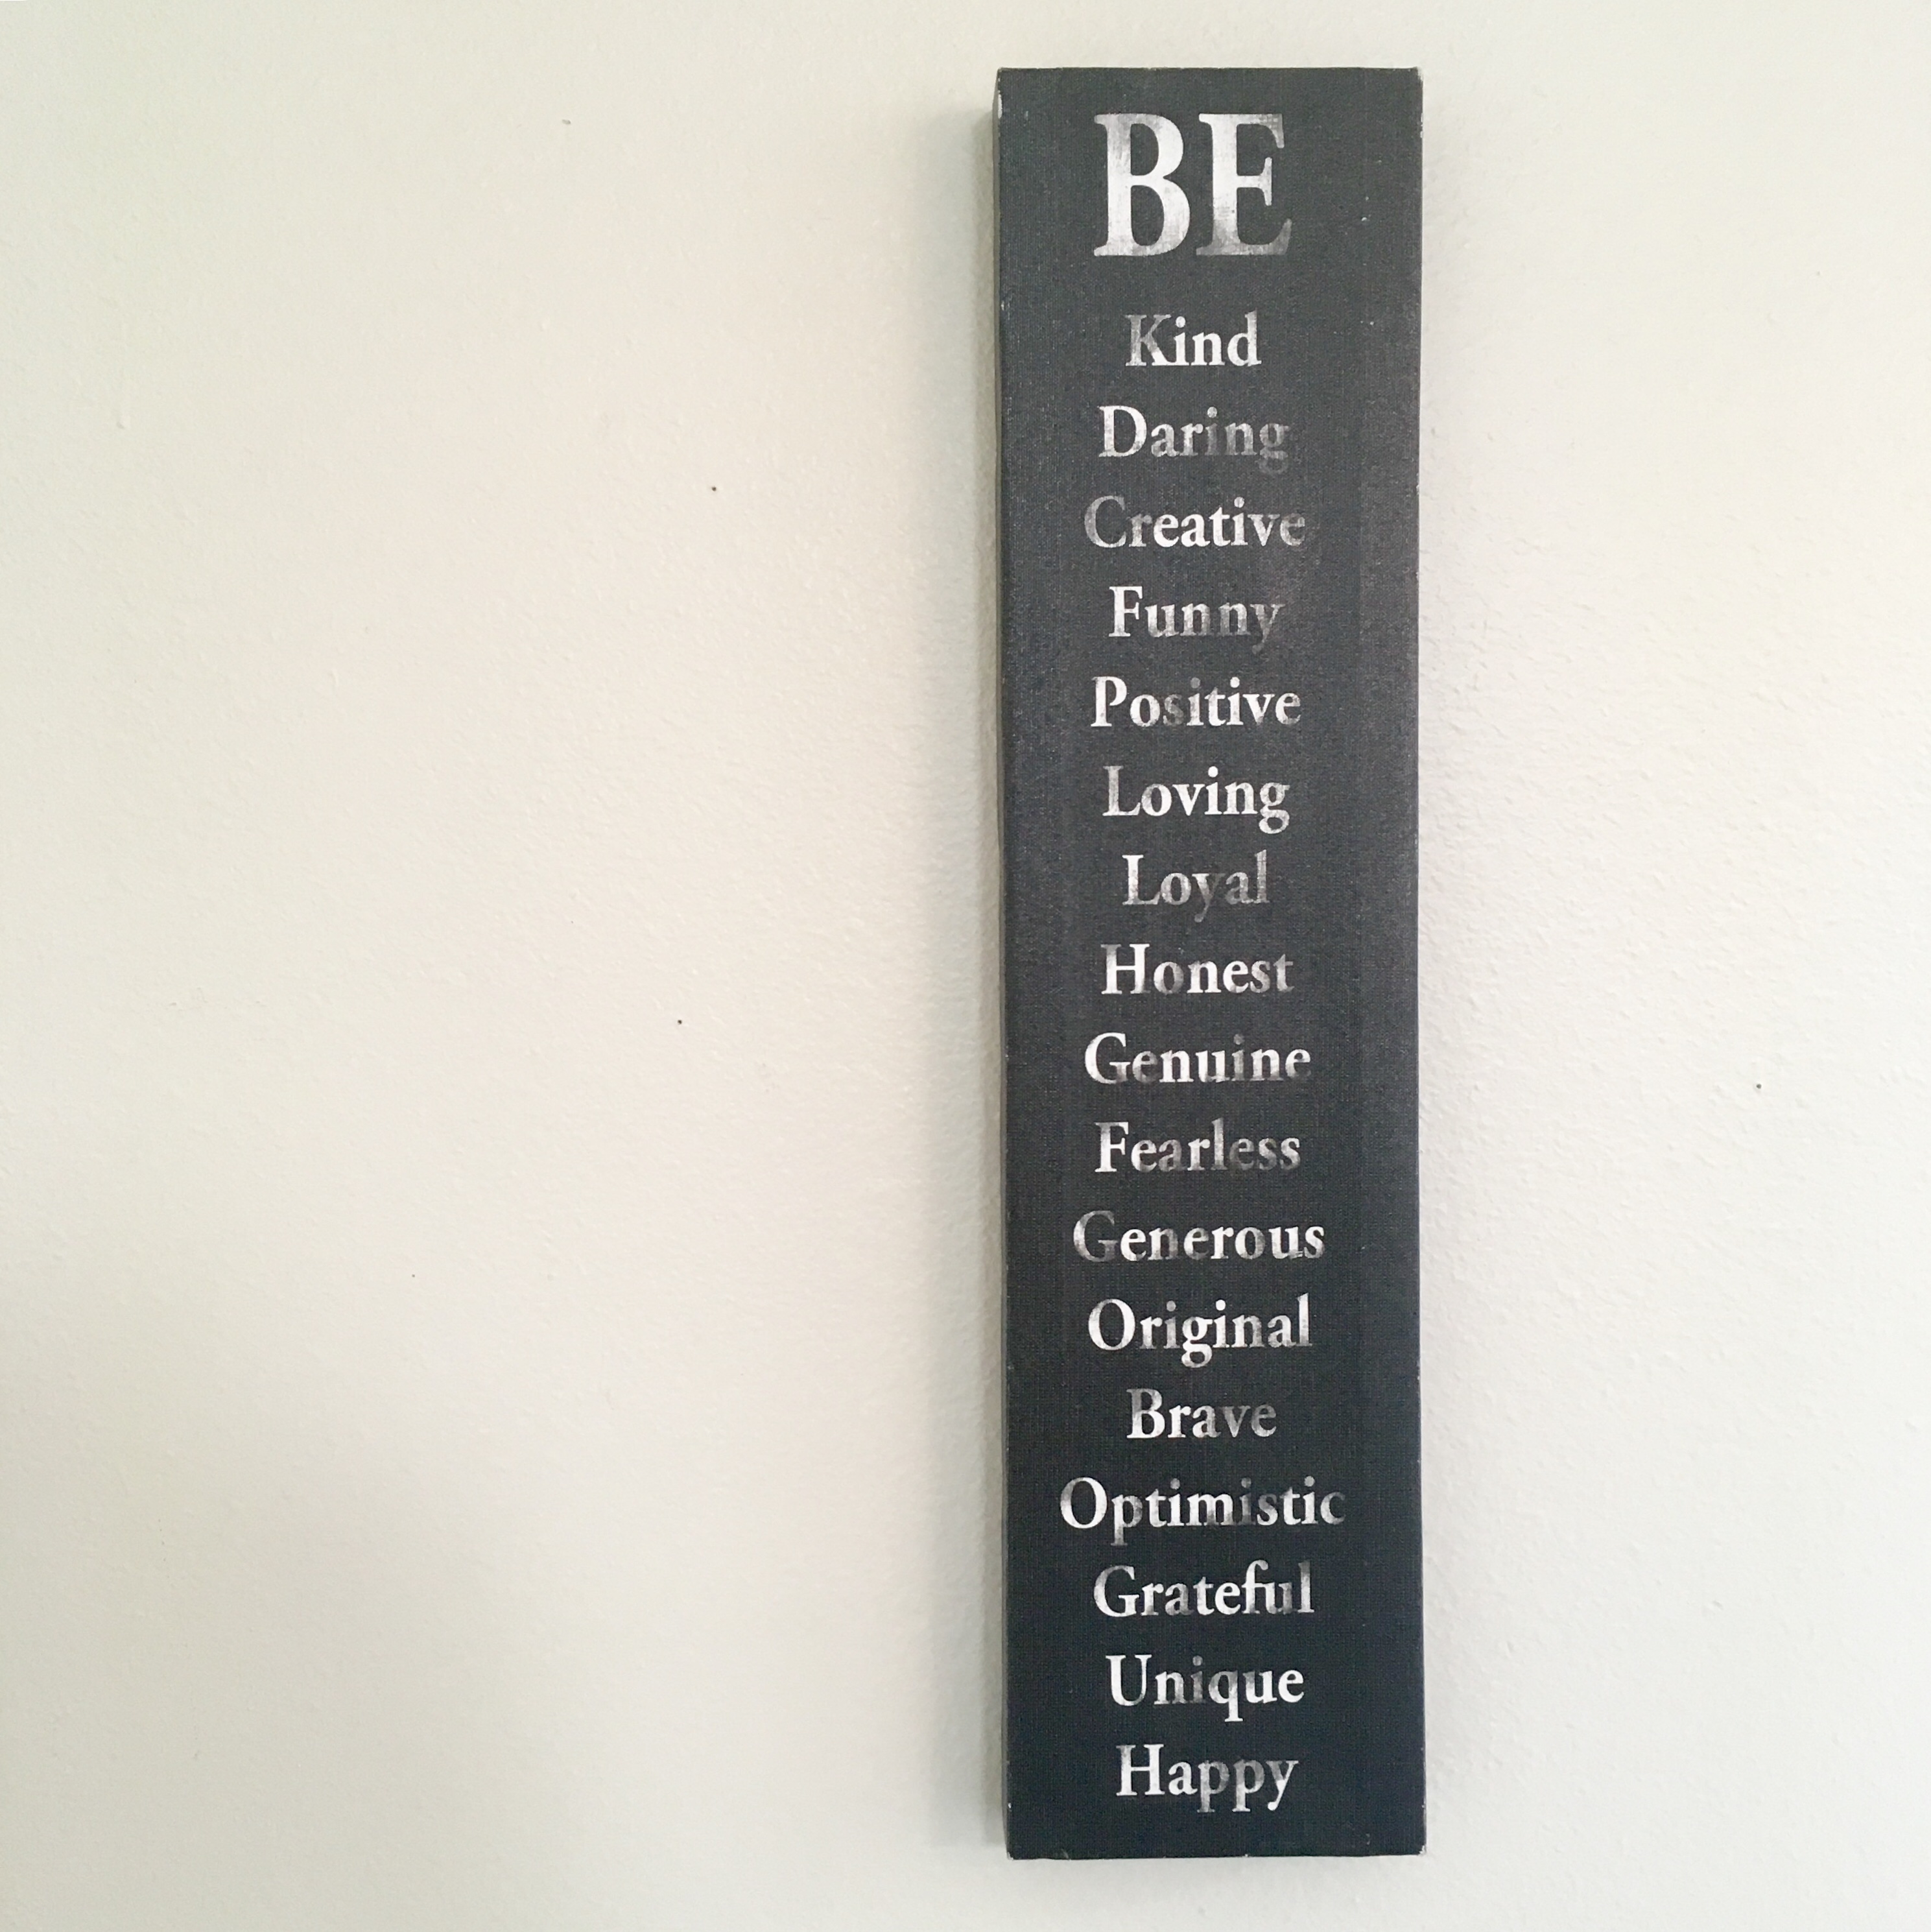 BE
Kind
Daring
Creative
Funny
Positive
Loving
Loyal
Honest
Genuine
Fearless
Generous
Original
Brave
Optimistic
Grateful
Unique
Happy